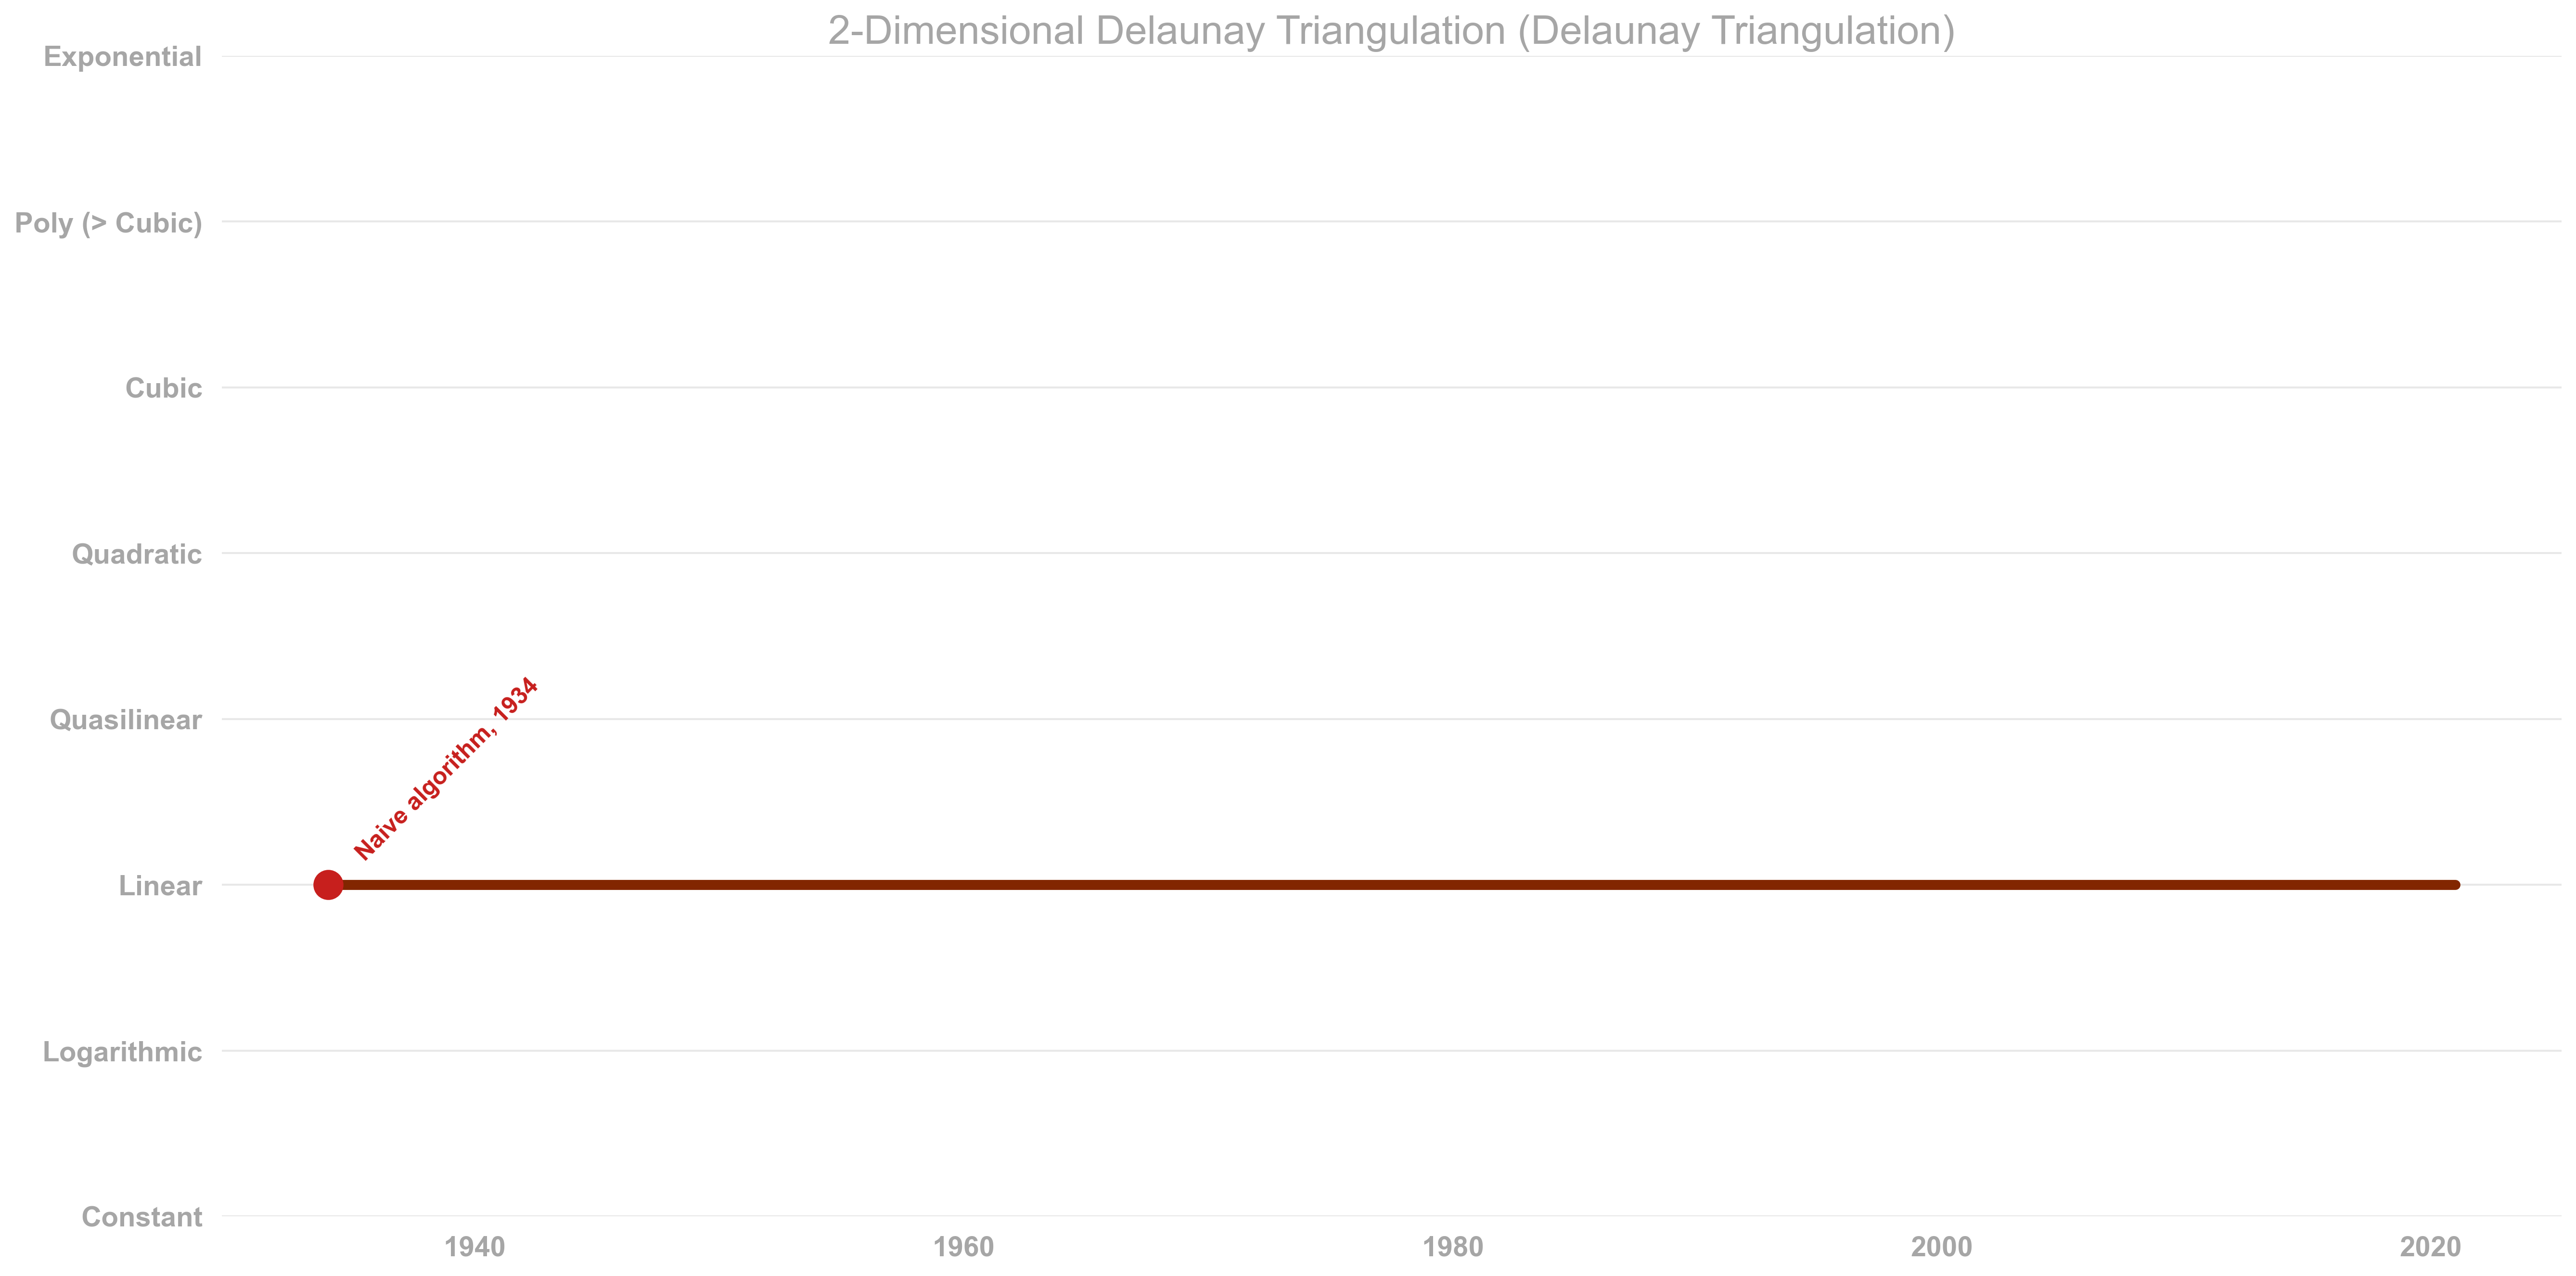 2-Dimensional Delaunay Triangulation (Delaunay Triangulation)
Exponential
Poly (> Cubic)
Cubic
Quadratic
Quasilinear
Naive algorithm, 1934
Linear
Logarithmic
Constant
1940 1960 1980 2000 2020